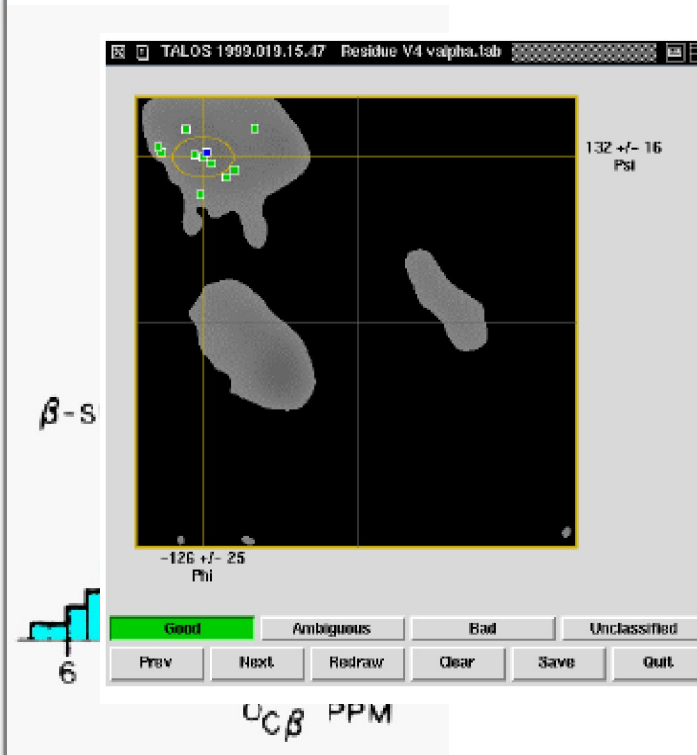 TALOS 1999.019.15.47 Residue V4 valpha.tab
132 +/- 16
Psi
β-S
-126 +/- 25
Phi
Good Ambiguous Bad Unclassified
Prev Next Redraw Clear Save Quit
6
Cβ PPM